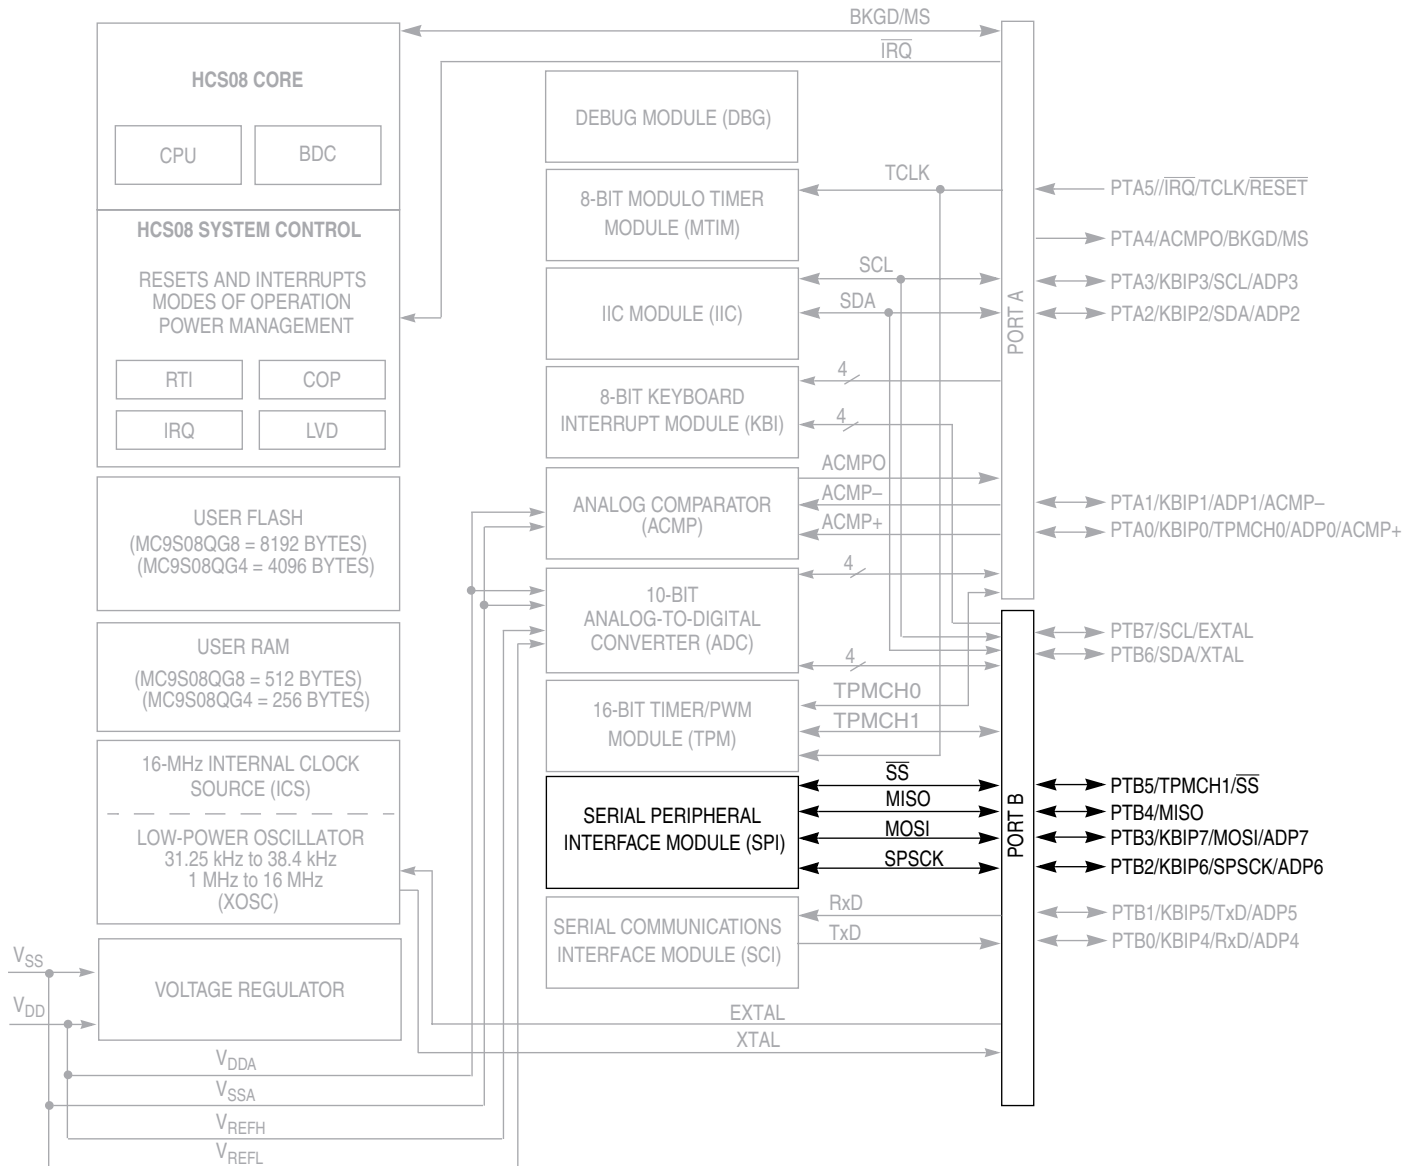 BKGD/MS
IRQ
HCS08 CORE
CPU
BDC
HCS08 SYSTEM CONTROL
RESETS AND INTERRUPTS
MODES OF OPERATION
POWER MANAGEMENT
RTI
COP
IRQ
LVD
USER FLASH
(MC9S08QG8 = 8192 BYTES)
(MC9S08QG4 = 4096 BYTES)
USER RAM
(MC9S08QG8 = 512 BYTES)
(MC9S08QG4 = 256 BYTES)
16-MHz INTERNAL CLOCK
SOURCE (ICS)
LOW-POWER OSCILLATOR
31.25 kHz to 38.4 kHz
1 MHz to 16 MHz
(XOSC)
VSS
VDD
VOLTAGE REGULATOR
VDDA
VSSA
VREFH
VREFL
DEBUG MODULE (DBG)
8-BIT MODULO TIMER
MODULE (MTIM)
TCLK
IIC MODULE (IIC)
SCL
SDA
8-BIT KEYBOARD
INTERRUPT MODULE (KBI)
4
4
ANALOG COMPARATOR
(ACMP)
ACMPO
ACMP–
ACMP+
10-BIT
ANALOG-TO-DIGITAL
CONVERTER (ADC)
4
4
16-BIT TIMER/PWM
MODULE (TPM)
TPMCH0
TPMCH1
SERIAL PERIPHERAL
INTERFACE MODULE (SPI)
SS
MISO
MOSI
SPSCK
SERIAL COMMUNICATIONS
INTERFACE MODULE (SCI)
RxD
TxD
EXTAL
XTAL
PORT A
PTA5//IRQ/TCLK/RESET
PTA4/ACMPO/BKGD/MS
PTA3/KBIP3/SCL/ADP3
PTA2/KBIP2/SDA/ADP2
PTA1/KBIP1/ADP1/ACMP–
PTA0/KBIP0/TPMCH0/ADP0/ACMP+
PORT B
PTB7/SCL/EXTAL
PTB6/SDA/XTAL
PTB5/TPMCH1/SS
PTB4/MISO
PTB3/KBIP7/MOSI/ADP7
PTB2/KBIP6/SPSCK/ADP6
PTB1/KBIP5/TxD/ADP5
PTB0/KBIP4/RxD/ADP4